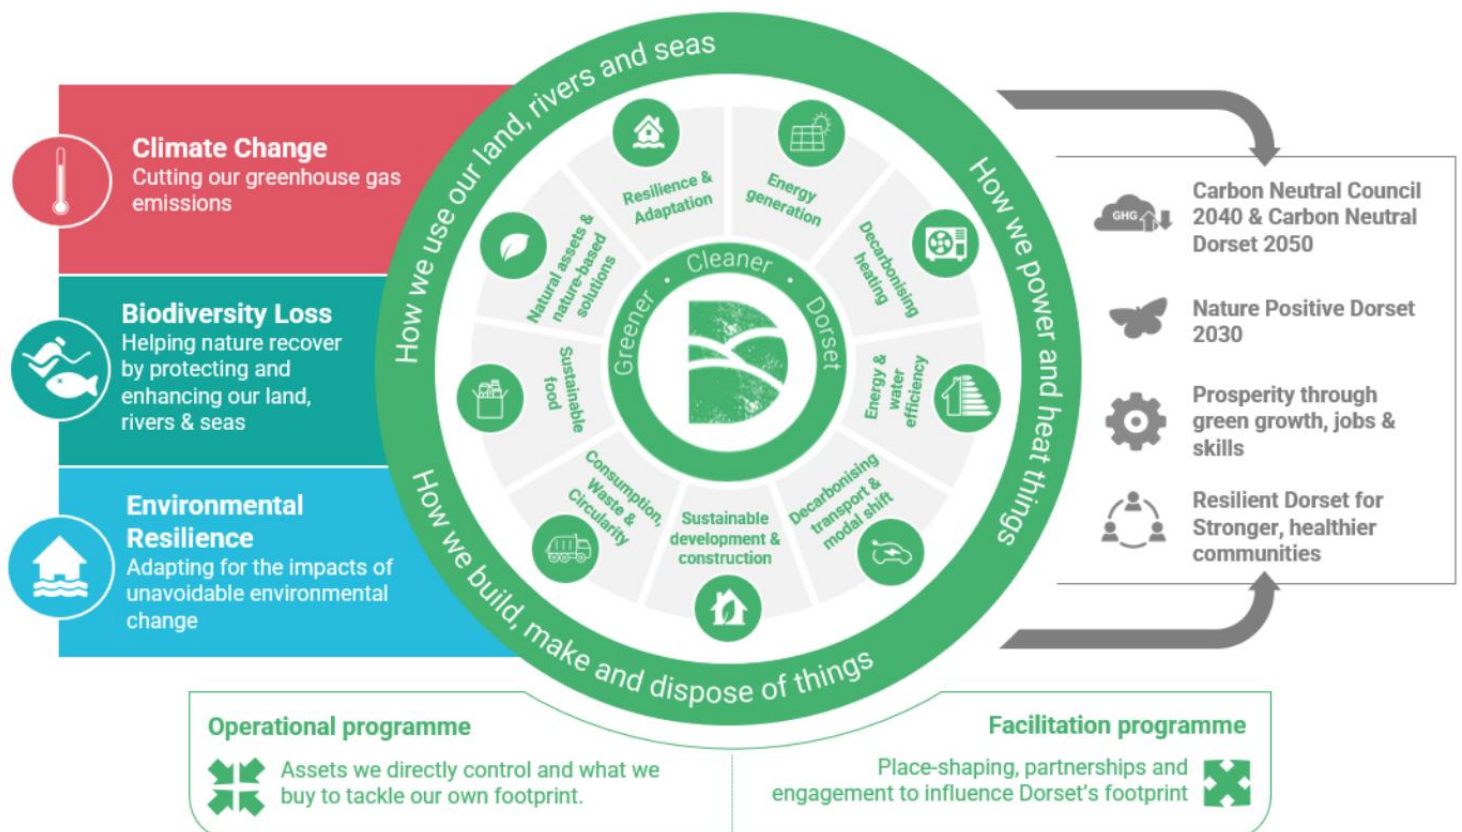 Climate Change
Cutting our greenhouse gas
emissions
Biodiversity Loss
Helping nature recover
by protecting and
enhancing our land,
rivers & seas
Environmental
Resilience
Adapting for the impacts of
unavoidable environmental
change
How we use our land, rivers and seas
How we power and heat things
How we build, make and dispose of things
Resilience &
Adaptation
Energy
generation
Decarbonising
heating
Energy &
water
efficiency
Decarbonising
transport &
modal shift
Sustainable
development &
construction
Consumption,
Waste &
Circularity
Sustainable
food
Natural assets &
nature-based
solutions
Greener • Cleaner • Dorset
GHG
Carbon Neutral Council
2040 & Carbon Neutral
Dorset 2050
Nature Positive Dorset
2030
Prosperity through
green growth, jobs &
skills
Resilient Dorset for
Stronger, healthier
communities
Operational programme
Assets we directly control and what we
buy to tackle our own footprint.
Facilitation programme
Place-shaping, partnerships and
engagement to influence Dorset's footprint